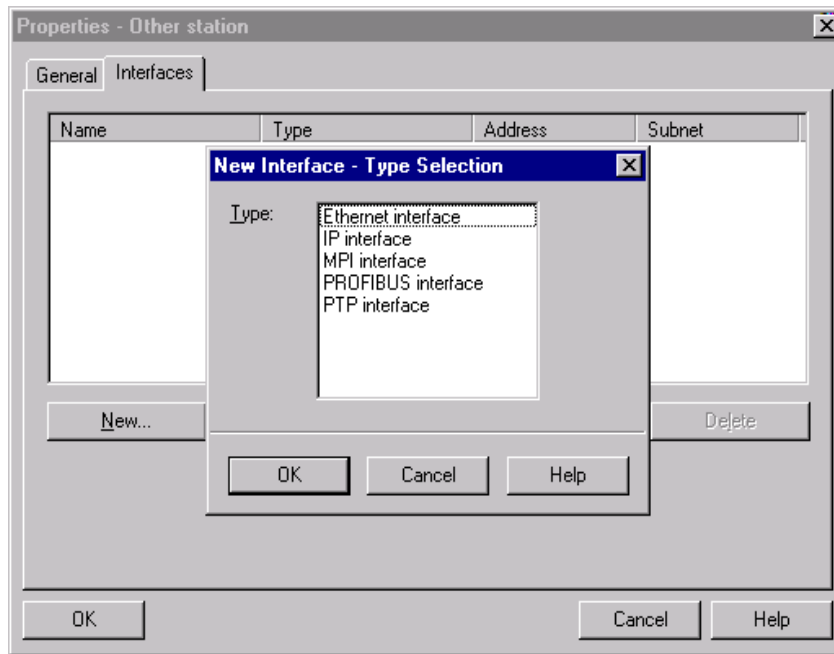 Properties - Other station
General Interfaces
Name Type Address Subnet
New Interface - Type Selection
Type:
Ethernet interface
IP interface
MPI interface
PROFIBUS interface
PTP interface
New... Delete
OK Cancel Help
OK Cancel Help